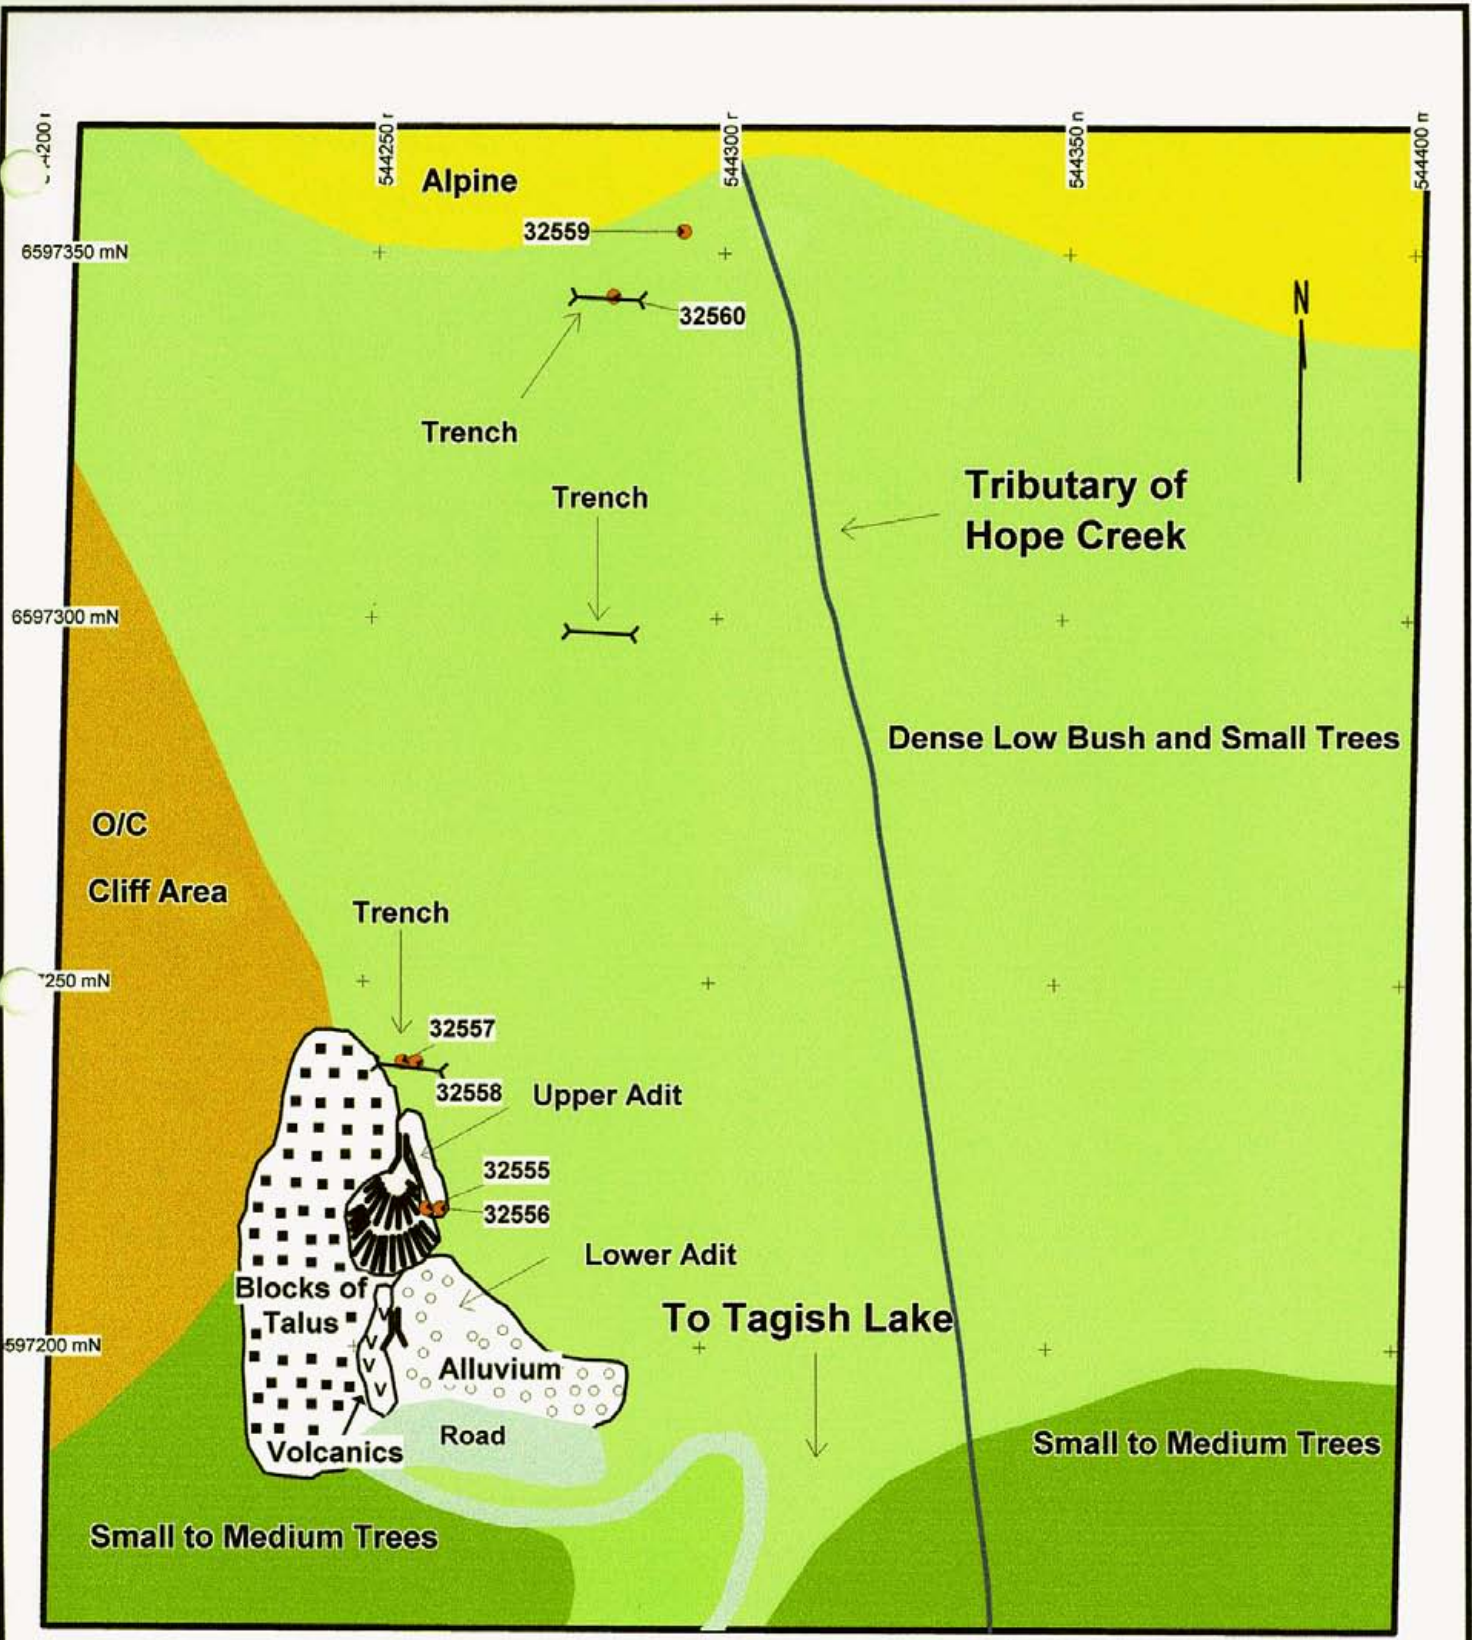 544250
544300
544350 n
544400 n
Alpine
32559
6597350 mN
N
32560
Trench
Tributary of
Hope Creek
Trench
6597300 mN
Dense Low Bush and Small Trees
O/C
Cliff Area
Trench
250 mN
32557
32558
Upper Adit
32555
32556
Lower Adit
Blocks of
Talus
To Tagish Lake
597200 mN
Alluvium
Road
Volcanics
Small to Medium Trees
Small to Medium Trees